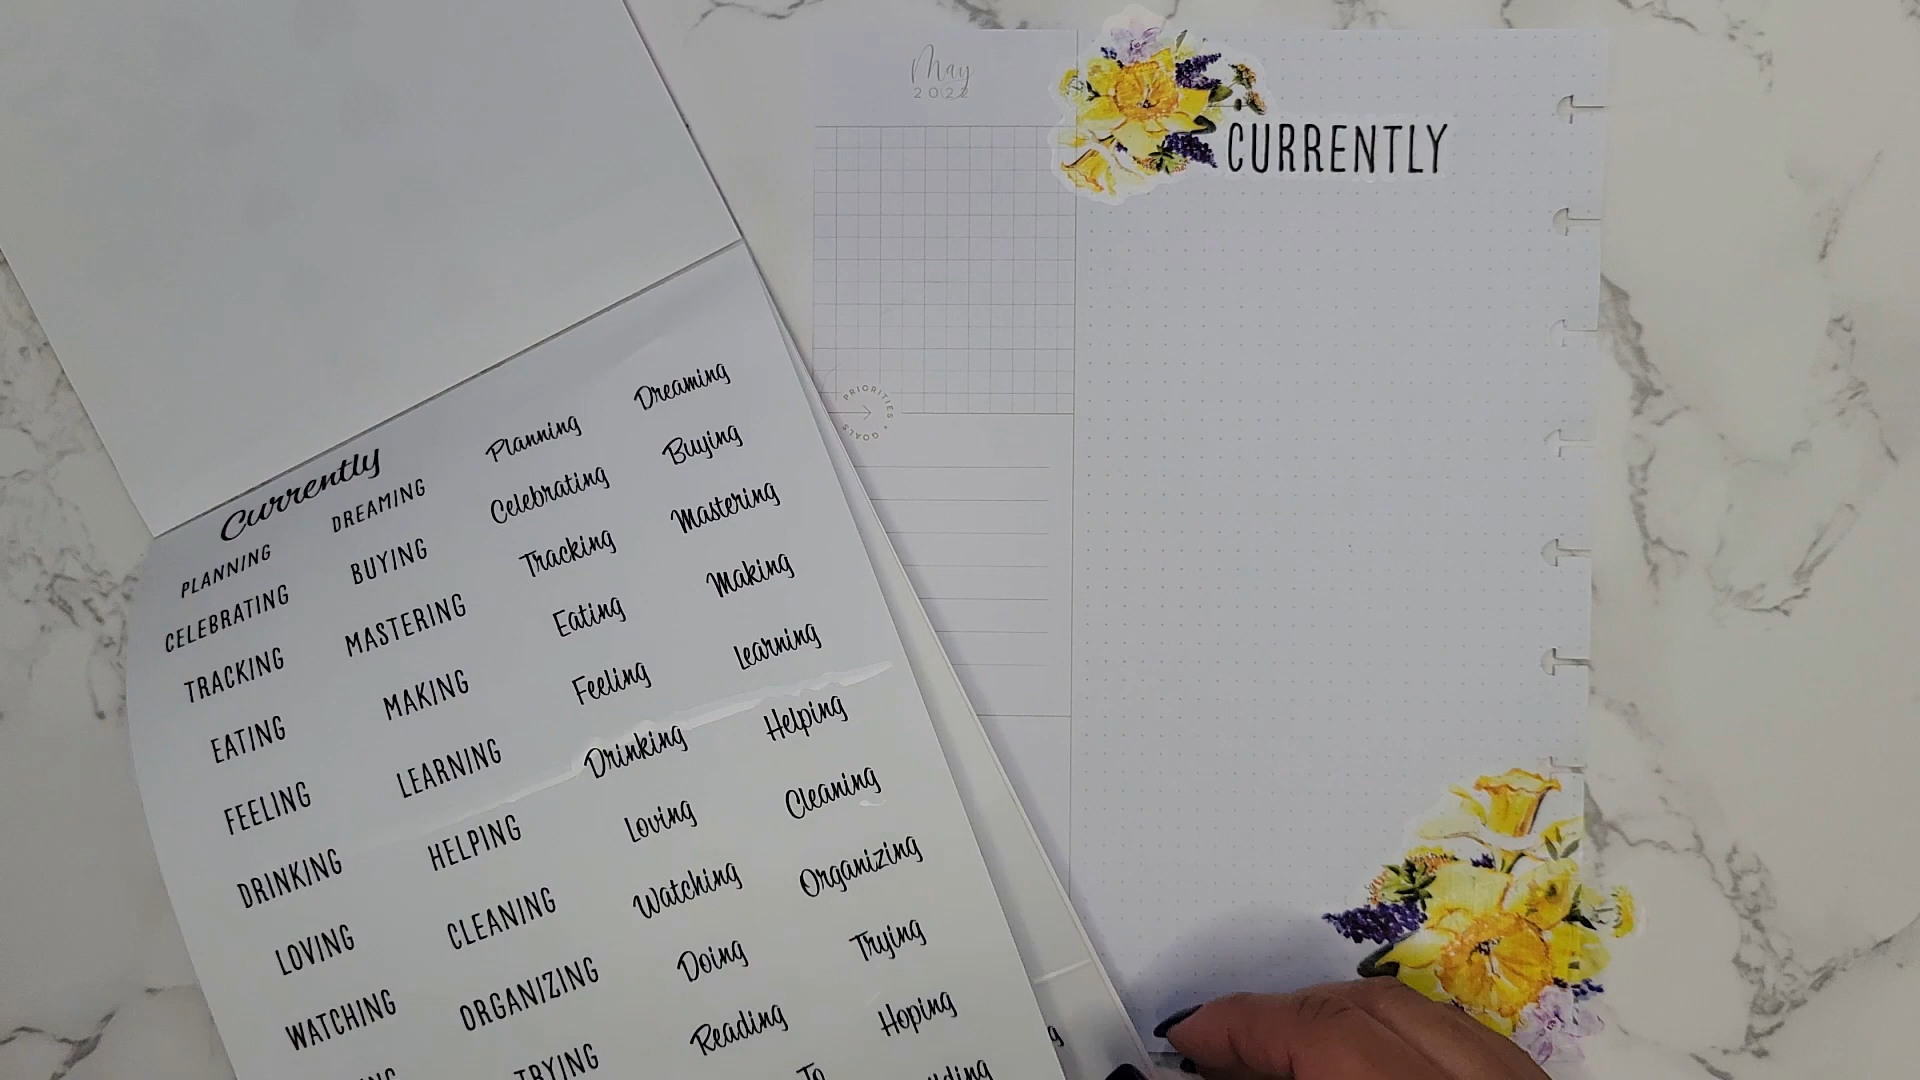 May
2022
CURRENTLY
PRIORITIES + GOALS
Currently
PLANNING DREAMING Planning Dreaming
CELEBRATING BUYING Celebrating Buying
TRACKING MASTERING Tracking Mastering
EATING MAKING Eating Making
FEELING LEARNING Feeling Learning
DRINKING HELPING Drinking Helping
LOVING CLEANING Loving Cleaning
WATCHING ORGANIZING Watching Organizing
TRYING Doing Trying
Reading Hoping
To